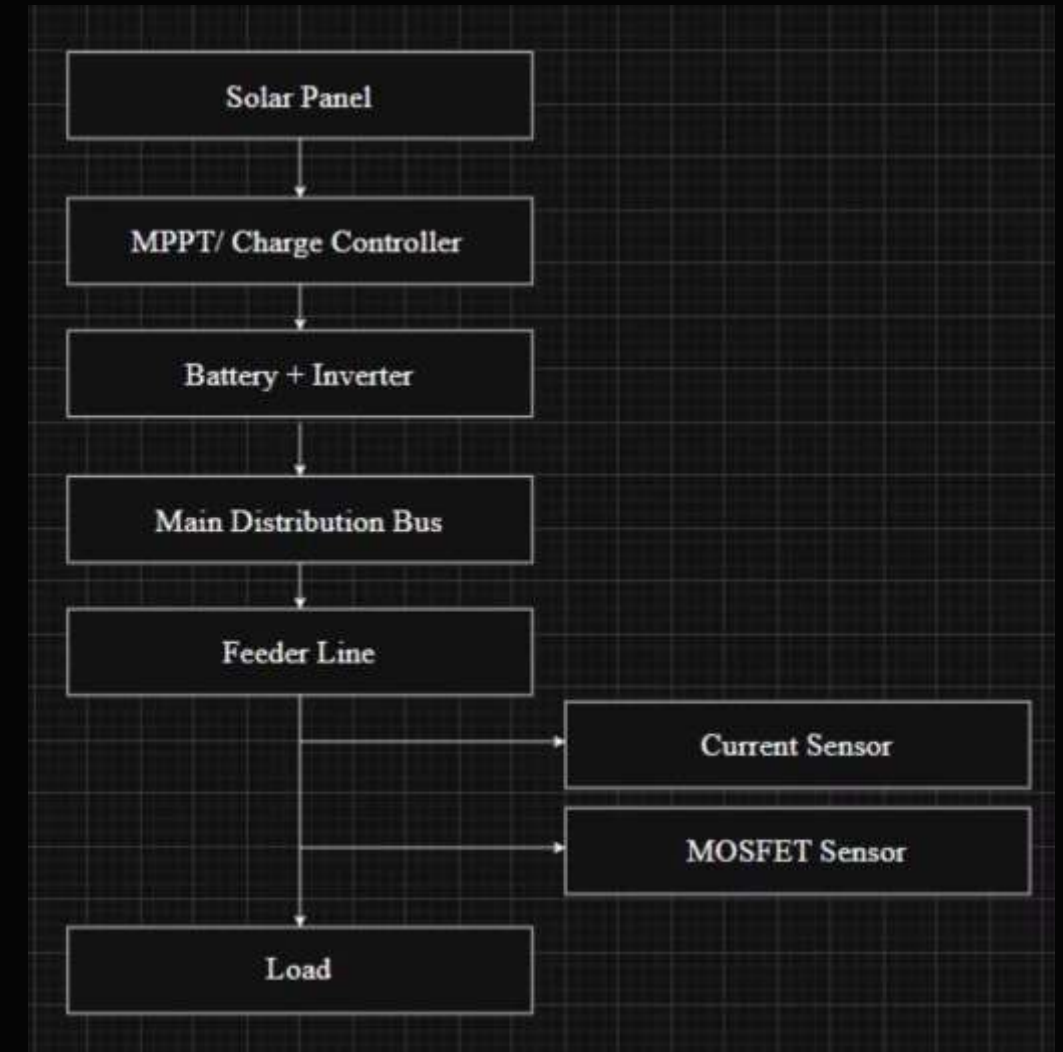 Solar Panel
MPPT/ Charge Controller
Battery + Inverter
Main Distribution Bus
Feeder Line
Current Sensor
MOSFET Sensor
Load